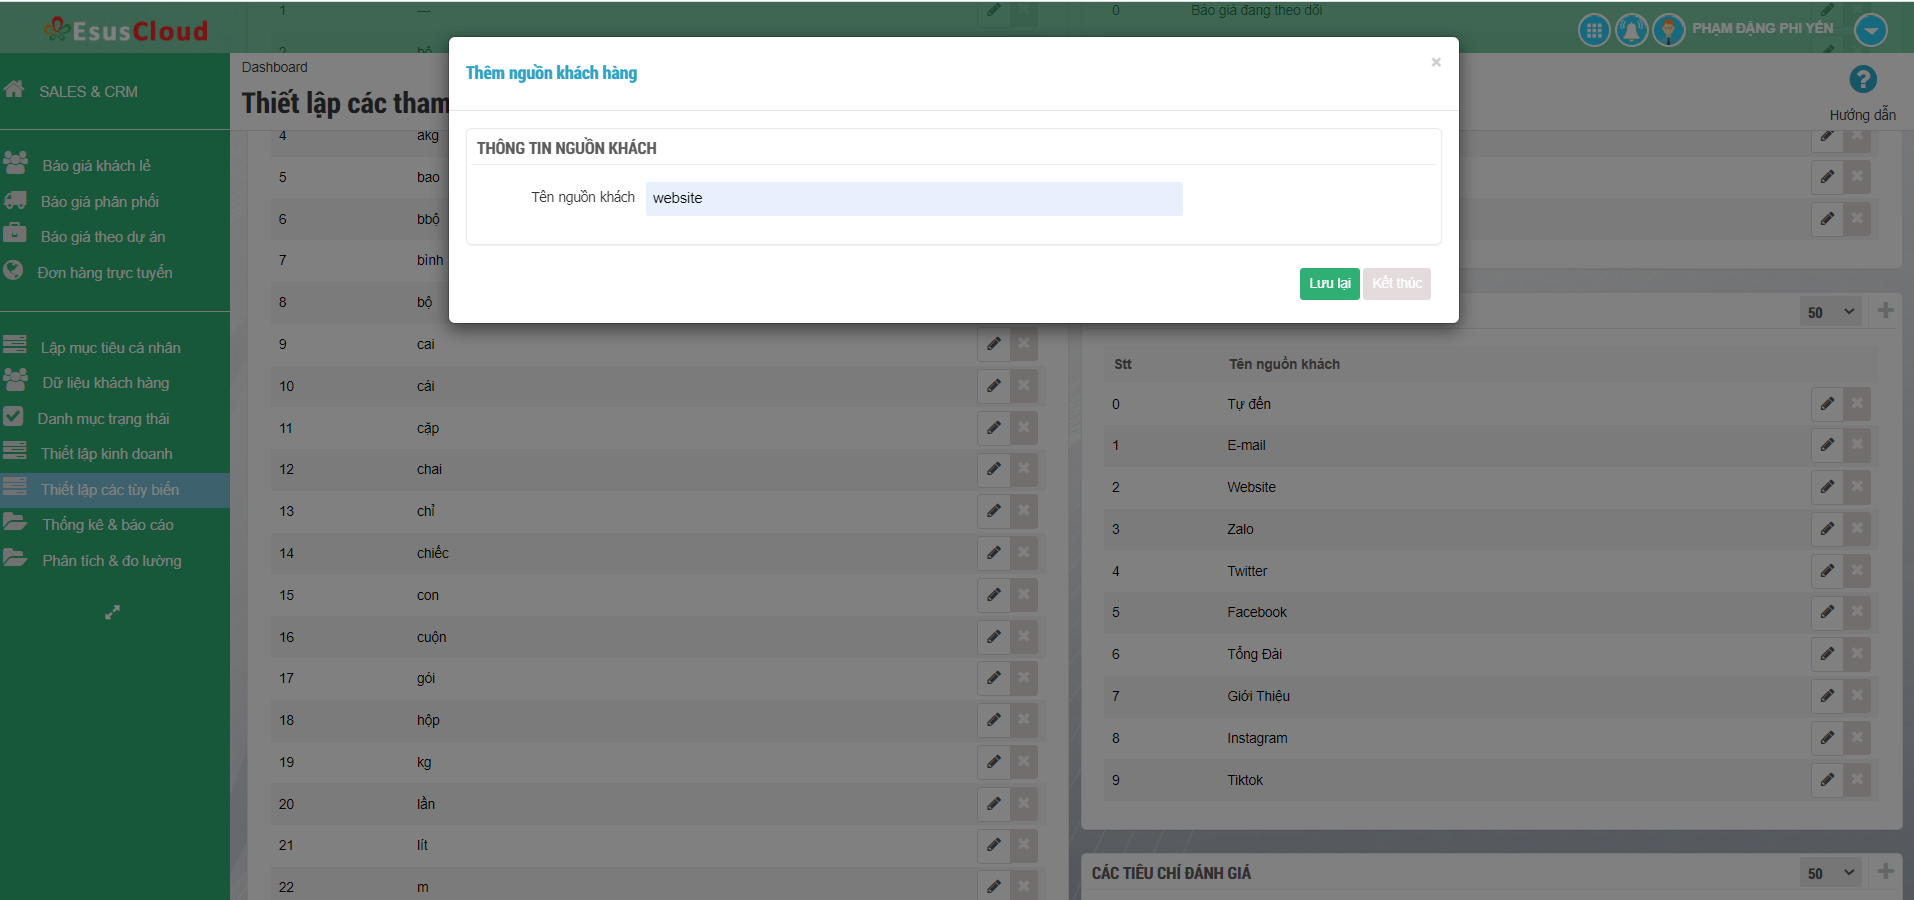 EsusCloud
PHẠM ĐẶNG PHI YẾN
SALES & CRM
Báo giá khách lẻ
Báo giá phân phối
Báo giá theo dự án
Đơn hàng trực tuyến
Lập mục tiêu cá nhân
Dữ liệu khách hàng
Danh mục trạng thái
Thiết lập kinh doanh
Thiết lập các tùy biến
Thống kê & báo cáo
Phân tích & đo lường
Dashboard
Thiết lập các tham
Hướng dẫn
Thêm nguồn khách hàng
×
THÔNG TIN NGUỒN KHÁCH
Tên nguồn khách website
Lưu lại Kết thúc
1 ---
2 bộ
4 akg
5 bao
6 bbộ
7 bình
8 bộ
9 cai
10 cái
11 cặp
12 chai
13 chỉ
14 chiếc
15 con
16 cuộn
17 gói
18 hộp
19 kg
20 lần
21 lít
22 m
0 Báo giá đang theo dõi
50
Stt Tên nguồn khách
0 Tự đến
1 E-mail
2 Website
3 Zalo
4 Twitter
5 Facebook
6 Tổng Đài
7 Giới Thiệu
8 Instagram
9 Tiktok
CÁC TIÊU CHÍ ĐÁNH GIÁ 50